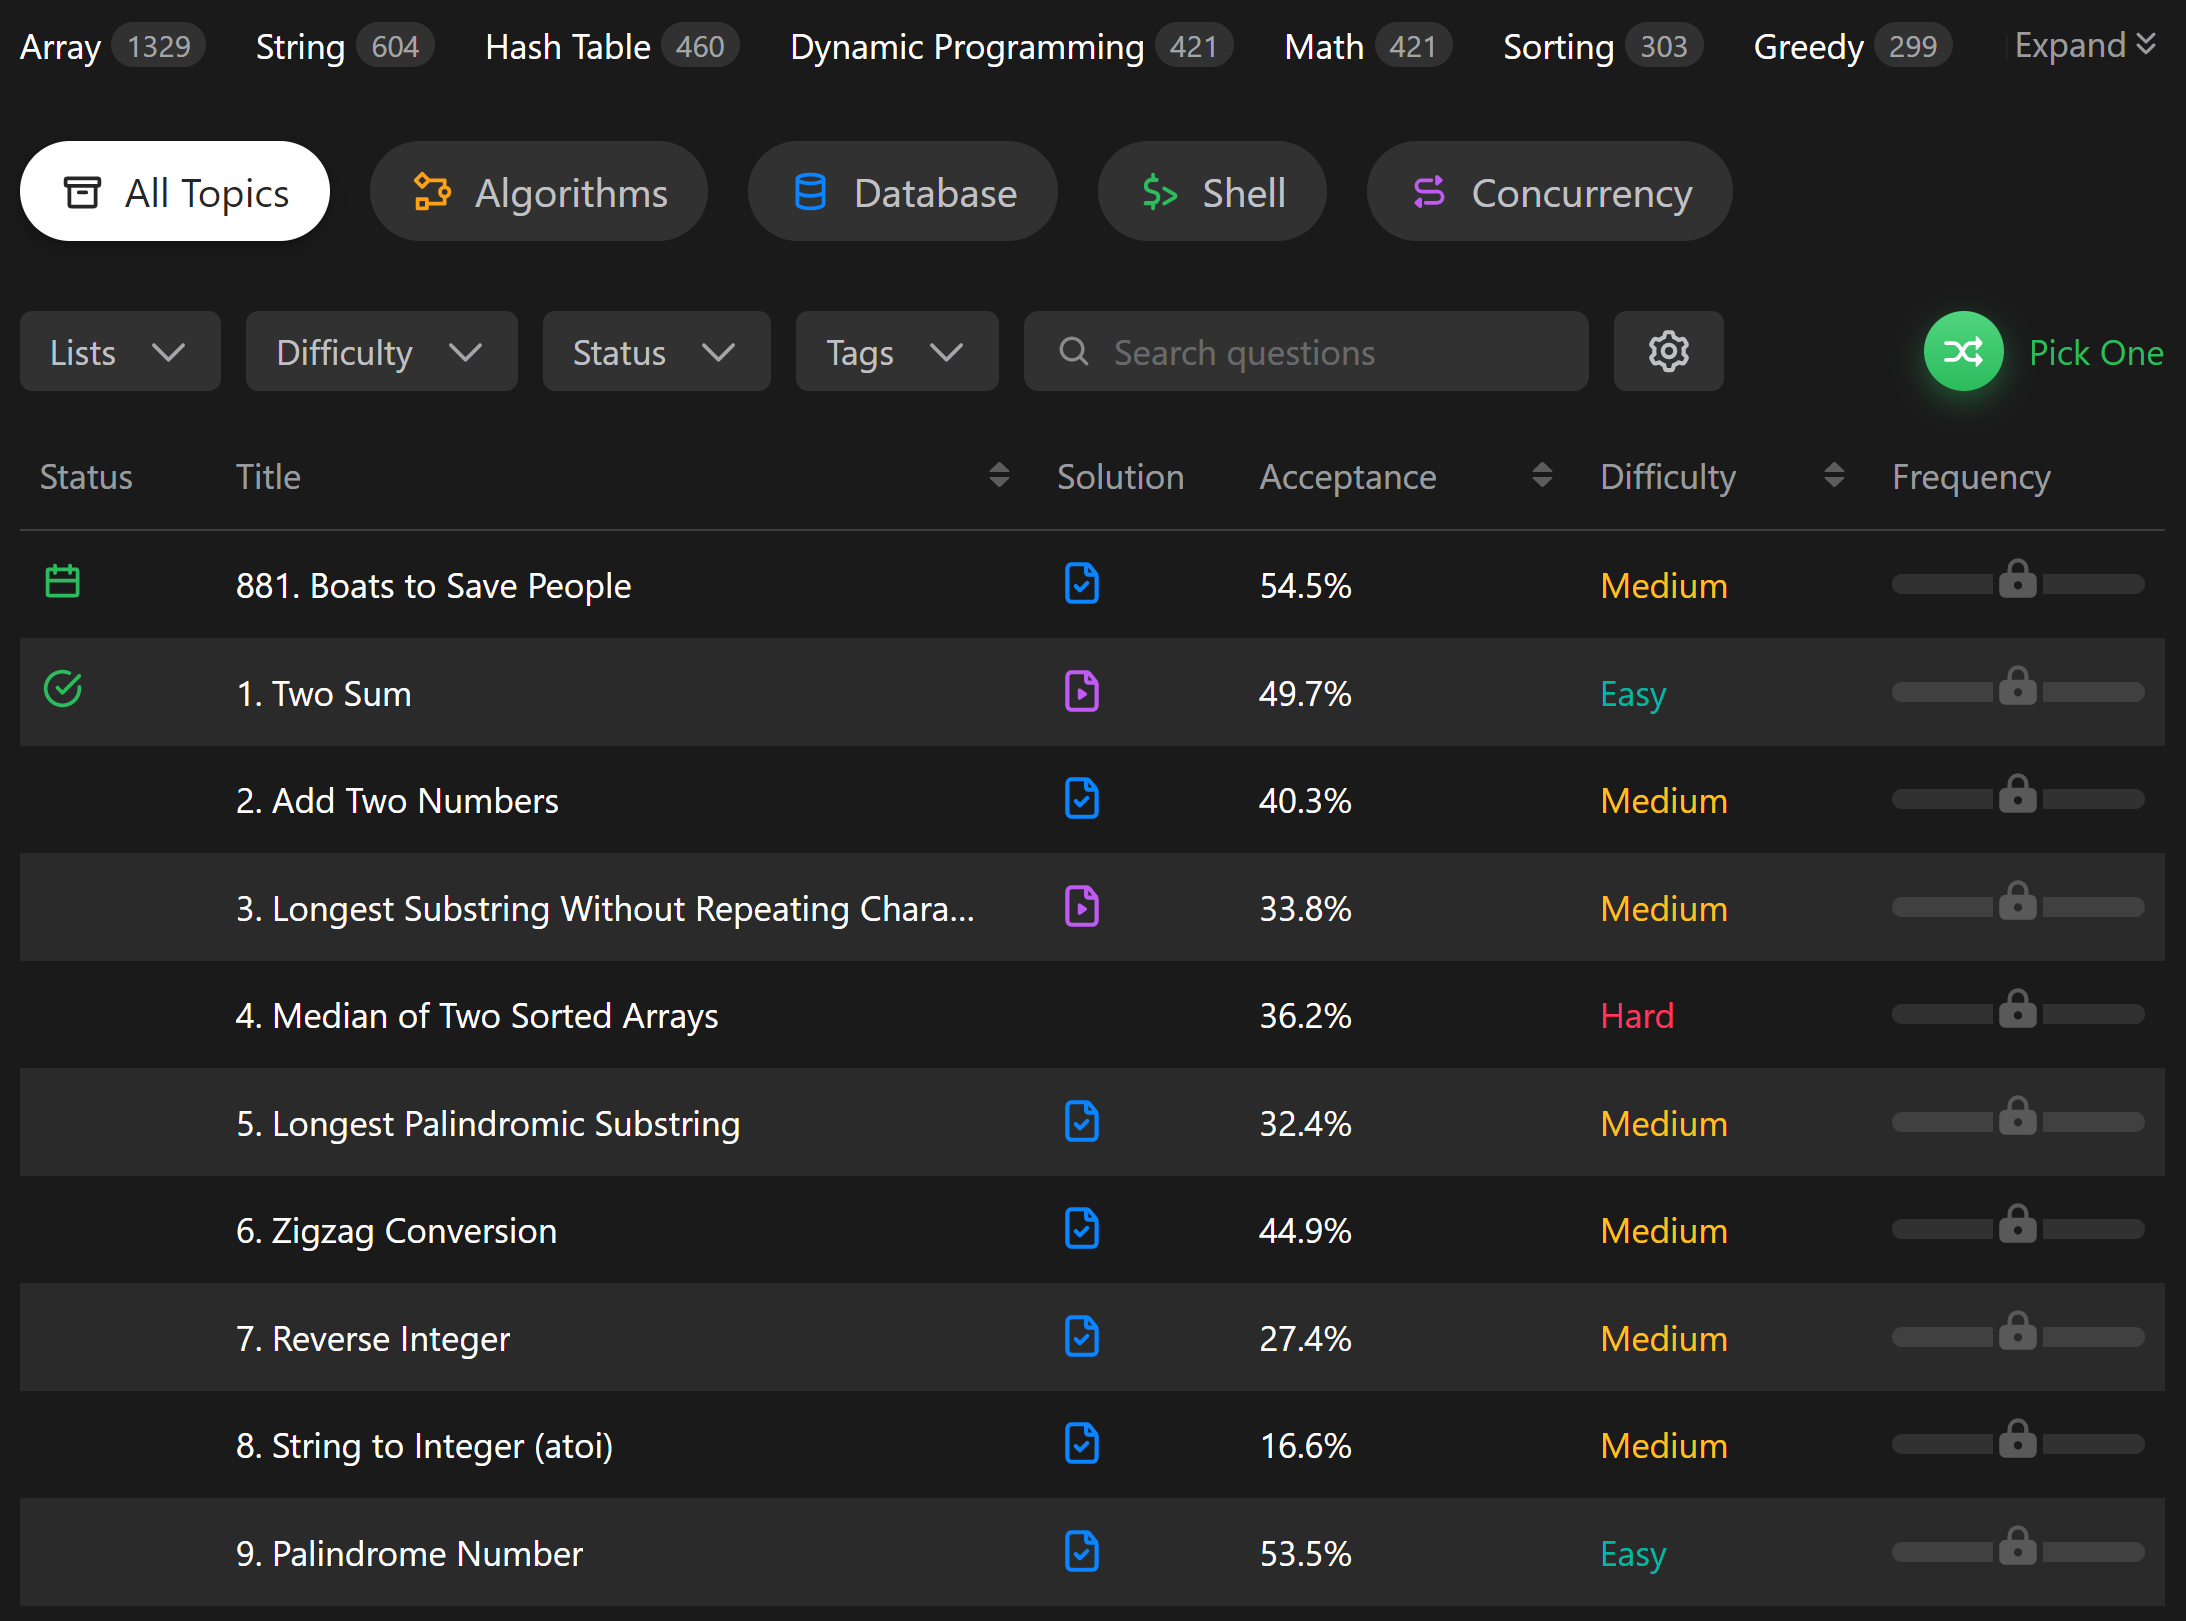 Array 1329 String 604 Hash Table 460 Dynamic Programming 421 Math 421 Sorting 303 Greedy 299 Expand
All Topics Algorithms Database Shell Concurrency
Lists Difficulty Status Tags Search questions Pick One
Status Title Solution Acceptance Difficulty Frequency
881. Boats to Save People 54.5% Medium
1. Two Sum 49.7% Easy
2. Add Two Numbers 40.3% Medium
3. Longest Substring Without Repeating Chara... 33.8% Medium
4. Median of Two Sorted Arrays 36.2% Hard
5. Longest Palindromic Substring 32.4% Medium
6. Zigzag Conversion 44.9% Medium
7. Reverse Integer 27.4% Medium
8. String to Integer (atoi) 16.6% Medium
9. Palindrome Number 53.5% Easy